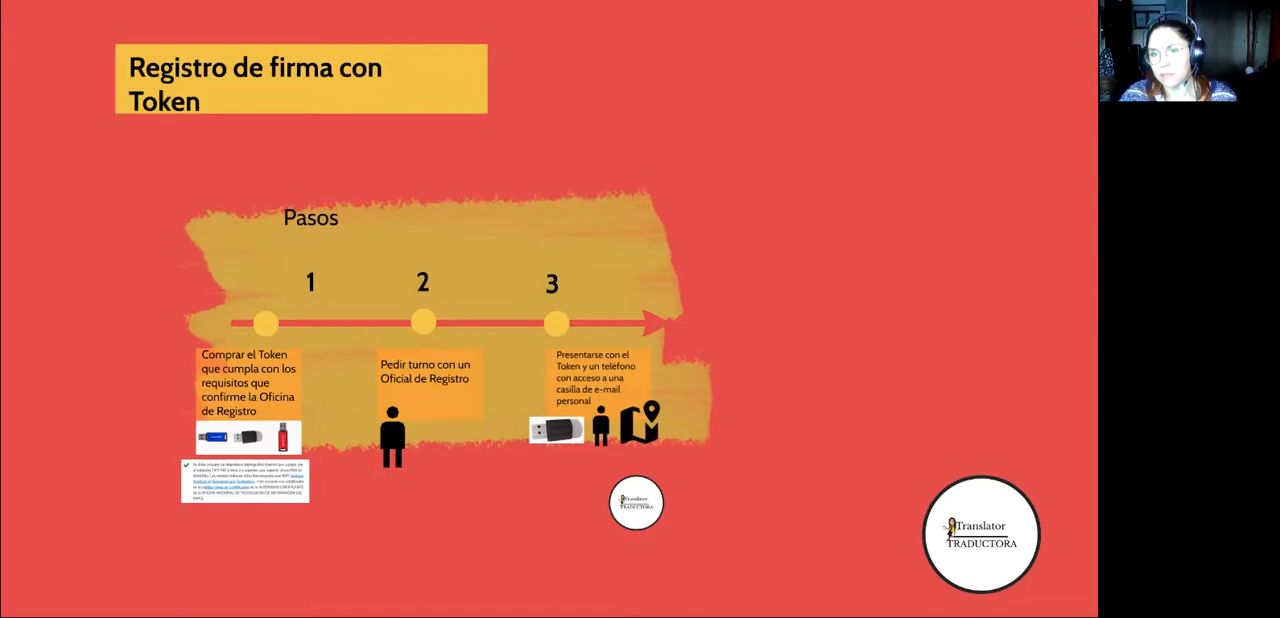 Registro de firma con
Token
Pasos
1
2
3
Comprar el Token
que cumpla con los
requisitos que
confirme la Oficina
de Registro
Pedir turno con un
Oficial de Registro
Presentarse con el
Token y un teléfono
con acceso a una
casilla de e-mail
personal
Translator
TRADUCTORA
Translator
TRADUCTORA